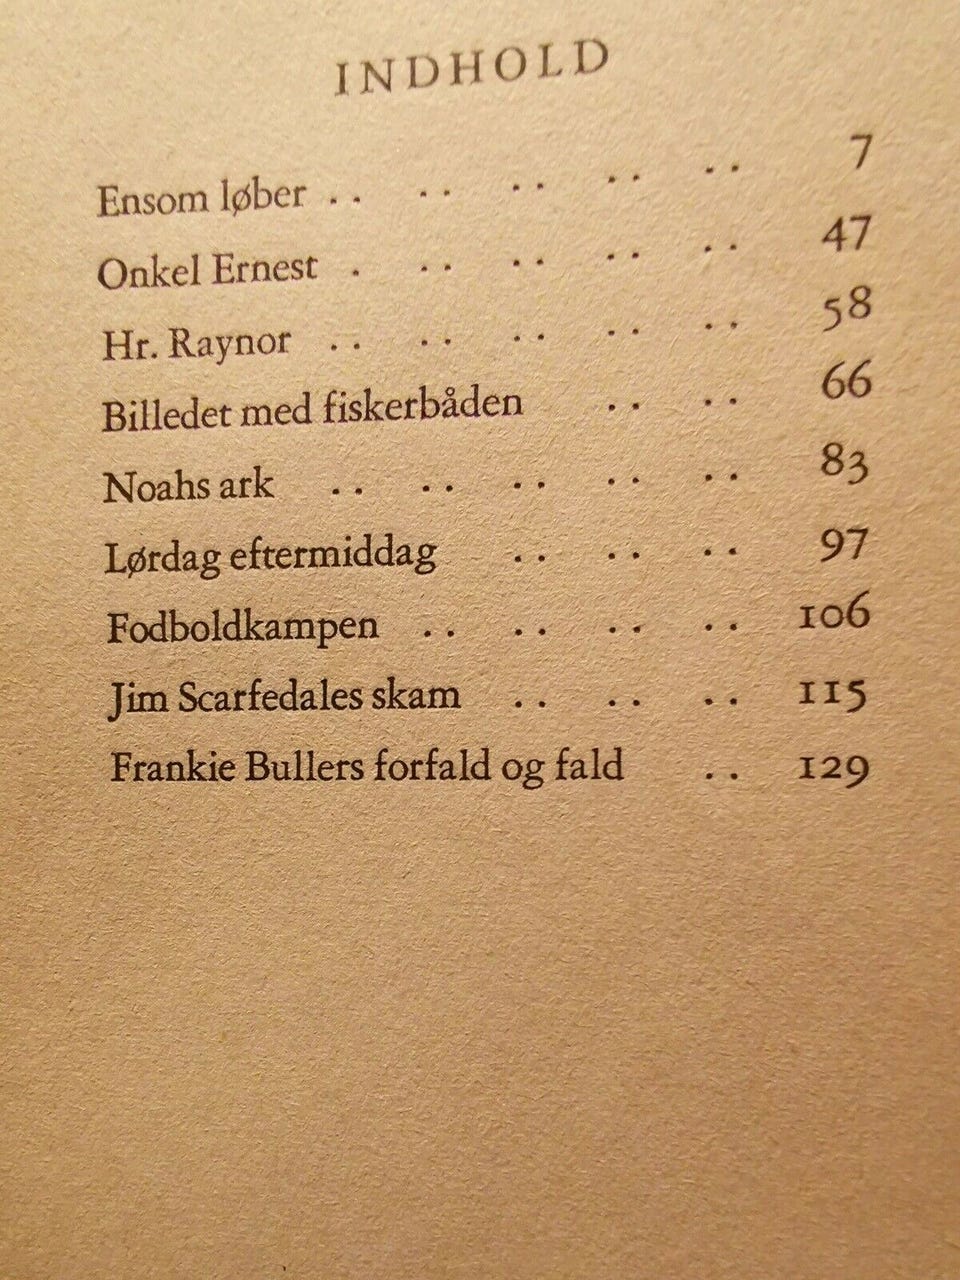 INDHOLD
Ensom løber .. .. .. .. .. 7
Onkel Ernest . .. .. .. .. 47
Hr. Raynor .. .. .. .. .. 58
Billedet med fiskerbåden .. .. 66
Noahs ark .. .. .. .. .. 83
Lørdag eftermiddag .. .. .. 97
Fodboldkampen .. .. .. .. 106
Jim Scarfedales skam .. .. .. 115
Frankie Bullers forfald og fald .. 129